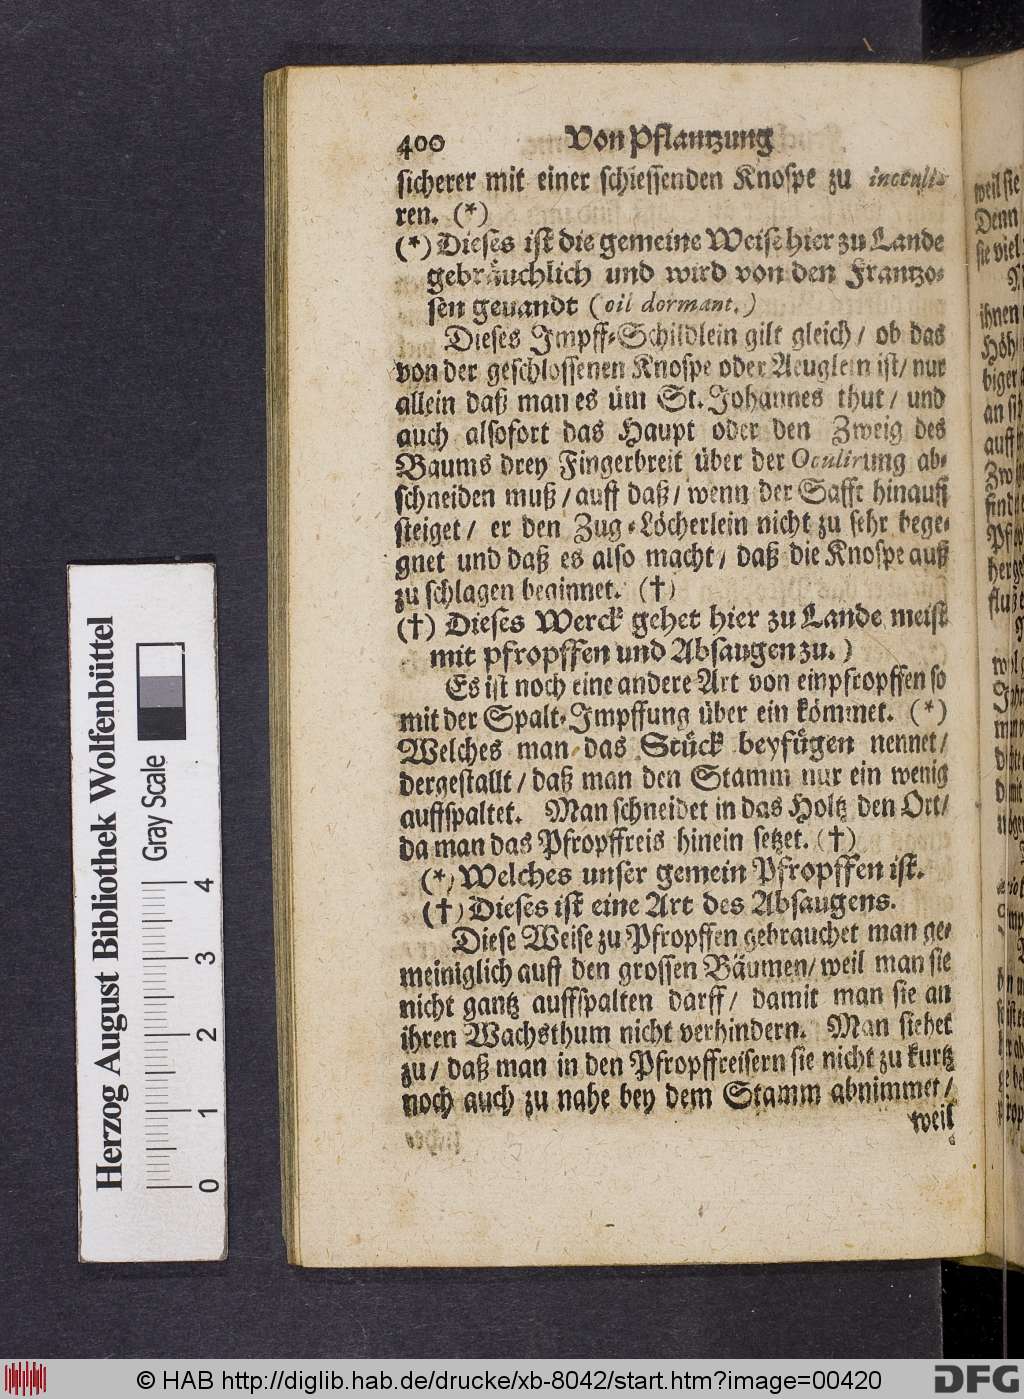 400 Von Pflantzung
sicherer mit einer schiessenden Knospe zu inoculi-
ren. (*)
(*) Dieses ist die gemeine Weise hier zu Lande
gebräuchlich und wird von den Frantzo-
sen genandt (oil dormant.)
Dieses Impff-Schildlein gilt gleich/ ob das
von der geschlossenen Knospe oder Aeuglein ist/ nur
allein daß man es üm St. Johannes thut/ und
auch alsofort das Haupt oder den Zweig des
Baums drey Fingerbreit über der Oculirung ab-
schneiden muß/ auff daß/ wenn der Safft hinauff
steiget/ er den Zug-Löcherlein nicht zu sehr bege-
gnet und daß es also macht/ daß die Knospe auß
zu schlagen beginnet. (†)
(†) Dieses Werck gehet hier zu Lande meist
mit pfropffen und Absaugen zu.)
Es ist noch eine andere Art von einpfropffen so
mit der Spalt-Impffung über ein kömmet. (*)
Welches man das Stück beyfügen nennet/
dergestallt/ daß man den Stamm nur ein wenig
auffspaltet. Man schneidet in das Holtz den Ort/
da man das Pfropffreis hinein setzet. (†)
(*) Welches unser gemein Pfropffen ist.
(†) Dieses ist eine Art des Absaugens.
Diese Weise zu Pfropffen gebrauchet man ge-
meiniglich auff den grossen Bäumen/ weil man sie
nicht gantz auffspalten darff/ damit man sie an
ihren Wachsthum nicht verhindern. Man siehet
zu/ daß man in den Pfropffreisern sie nicht zu kurtz
noch auch zu nahe bey dem Stamm abnimmet/
weil
weil sie
Denn
sie viel
ihnen
Herzog August Bibliothek Wolfenbüttel
Gray Scale
0 1 2 3 4
© HAB http://diglib.hab.de/drucke/xb-8042/start.htm?image=00420
DFG